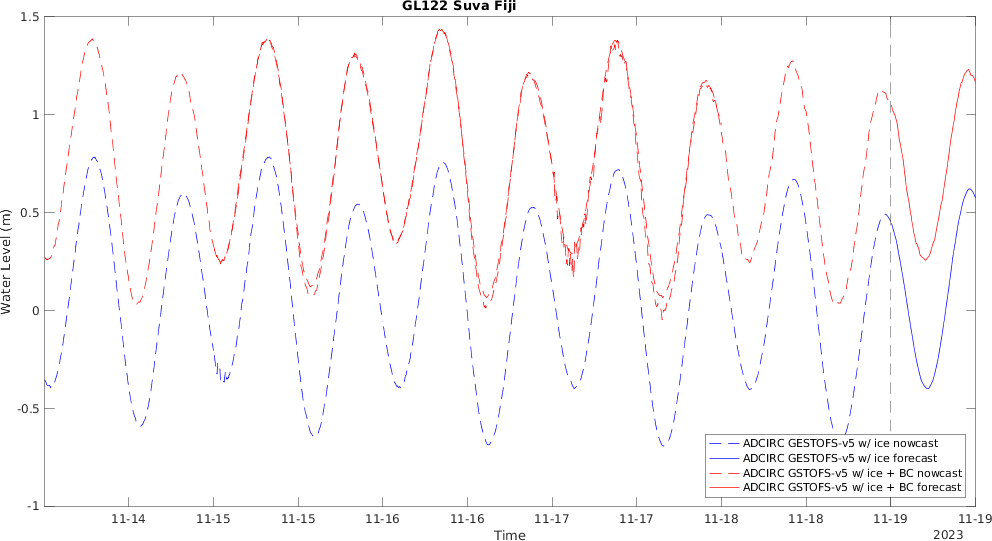 GL122 Suva Fiji
1.5
1
0.5
0
-0.5
-1
Water Level (m)
ADCIRC GESTOFS-v5 w/ ice nowcast
ADCIRC GESTOFS-v5 w/ ice forecast
ADCIRC GSTOFS-v5 w/ ice + BC nowcast
ADCIRC GSTOFS-v5 w/ ice + BC forecast
11-14 11-15 11-15 11-16 11-16 11-17 11-17 11-18 11-18 11-19 11-19
Time
2023